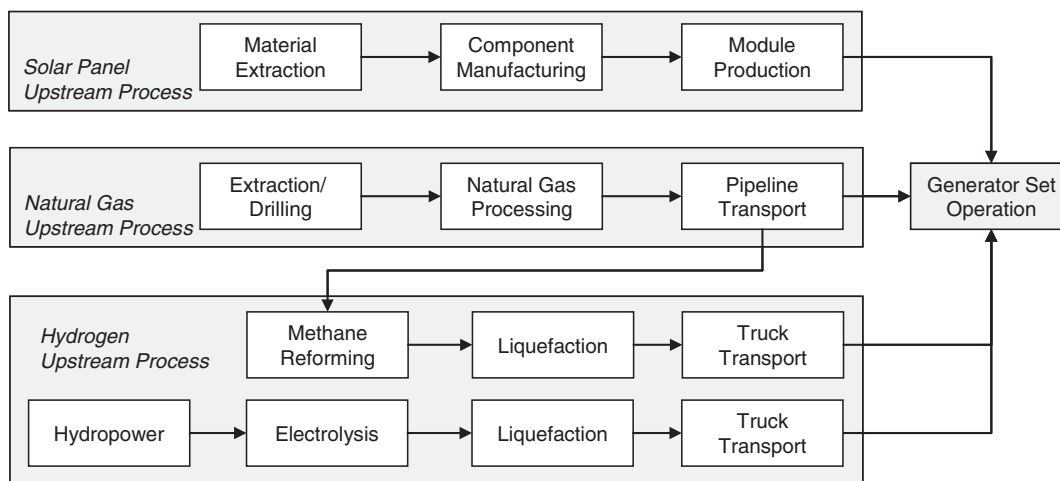 Solar Panel
Upstream Process
Material
Extraction
Component
Manufacturing
Module
Production
Natural Gas
Upstream Process
Extraction/
Drilling
Natural Gas
Processing
Pipeline
Transport
Generator Set
Operation
Hydrogen
Upstream Process
Methane
Reforming
Liquefaction
Truck
Transport
Hydropower
Electrolysis
Liquefaction
Truck
Transport